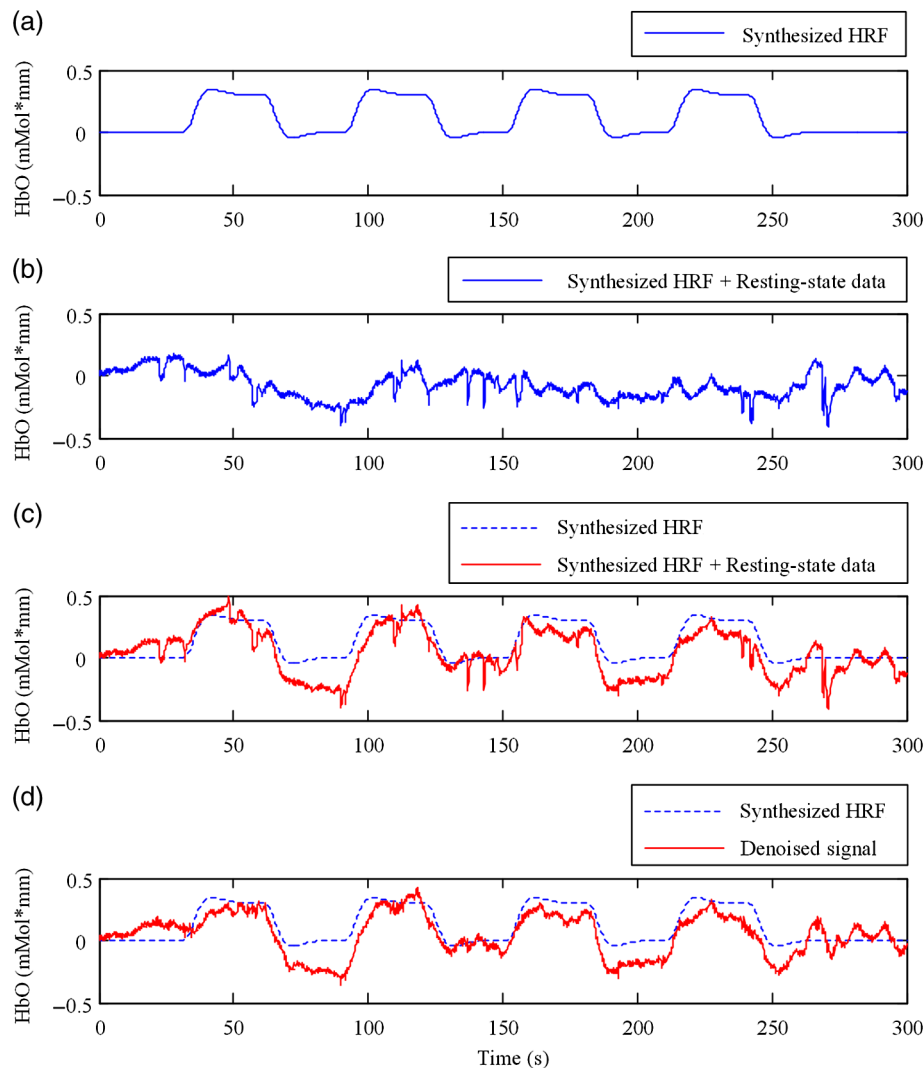 (a)
Synthesized HRF
HbO (mMol*mm)
0.5
0
−0.5
0 50 100 150 200 250 300
(b)
Synthesized HRF + Resting-state data
HbO (mMol*mm)
0.5
0
−0.5
0 50 100 150 200 250 300
(c)
Synthesized HRF
Synthesized HRF + Resting-state data
HbO (mMol*mm)
0.5
0
−0.5
0 50 100 150 200 250 300
(d)
Synthesized HRF
Denoised signal
HbO (mMol*mm)
0.5
0
−0.5
0 50 100 150 200 250 300
Time (s)